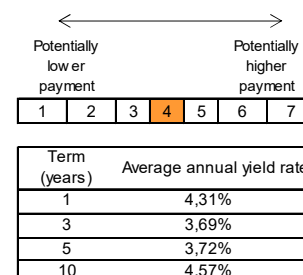 Potentially Potentially
lower higher
payment payment
1 2 3 4 5 6 7
Term (years) Average annual yield rate
1 4,31%
3 3,69%
5 3,72%
10 4,57%